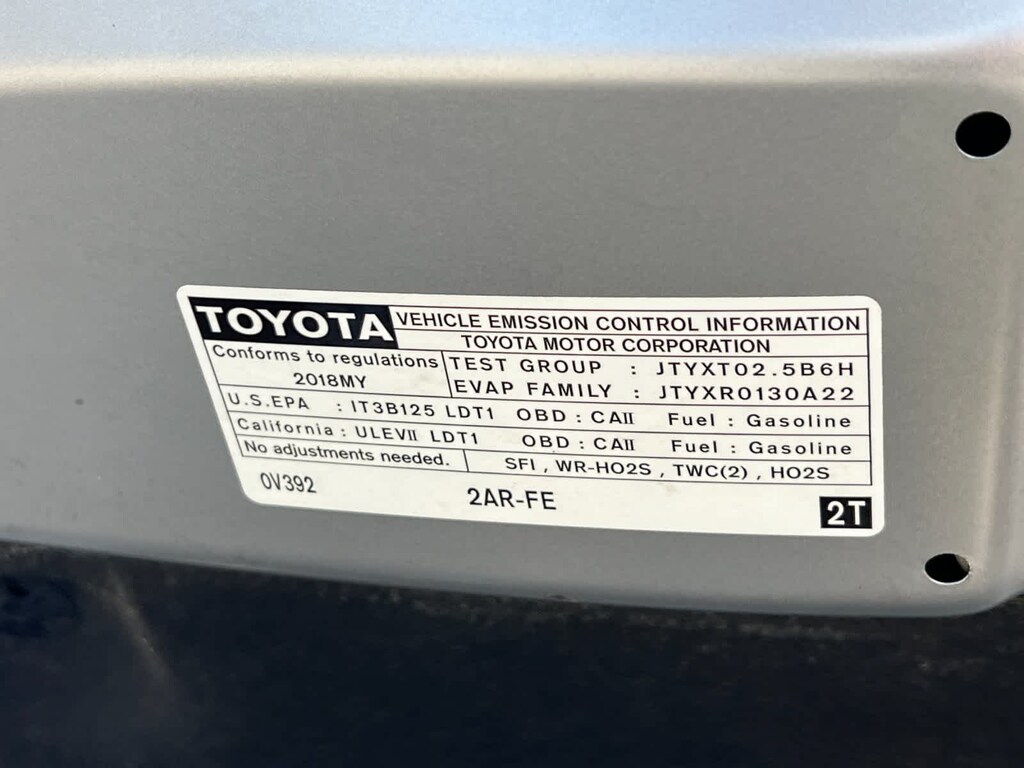 TOYOTA VEHICLE EMISSION CONTROL INFORMATION
TOYOTA MOTOR CORPORATION
Conforms to regulations
2018MY
TEST GROUP : JTYXT02.5B6H
EVAP FAMILY : JTYXR0130A22
U.S.EPA : IT3B125 LDT1 OBD : CAII Fuel : Gasoline
California : ULEVII LDT1 OBD : CAII Fuel : Gasoline
No adjustments needed. SFI , WR-HO2S , TWC(2) , HO2S
0V392 2AR-FE 2T